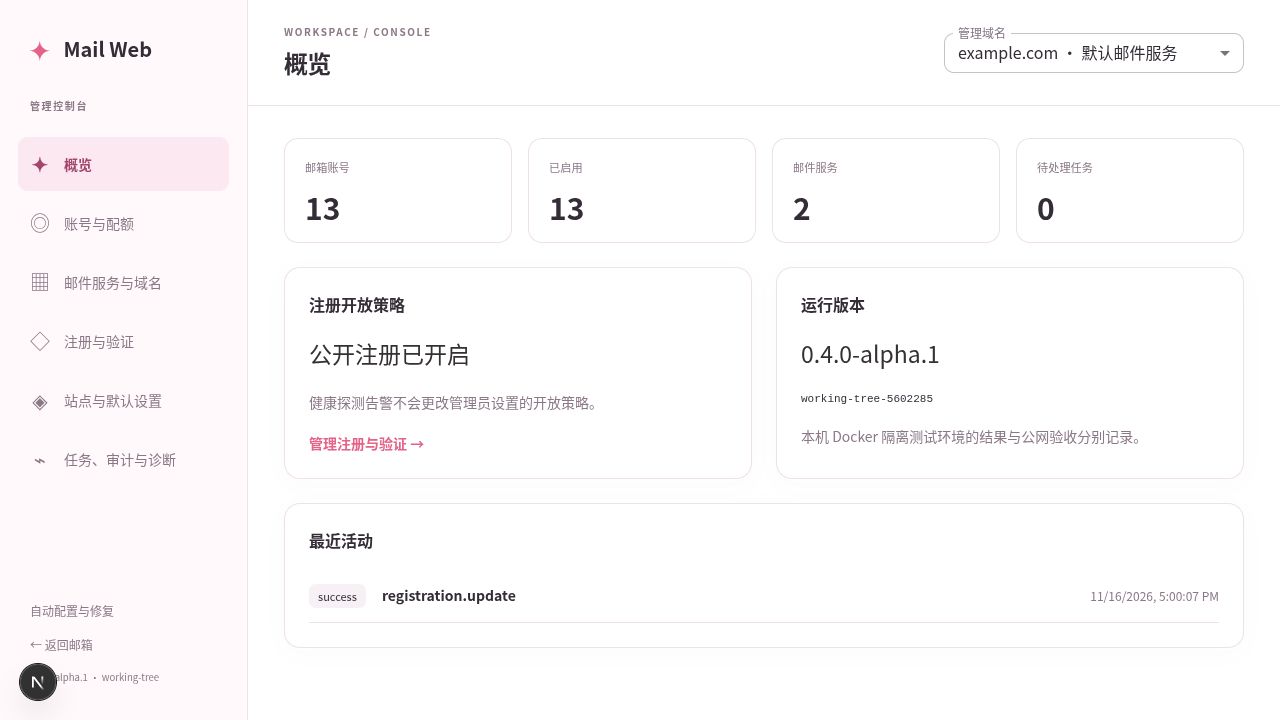 Mail Web
管理控制台
概览
账号与配额
邮件服务与域名
注册与验证
站点与默认设置
任务、审计与诊断
自动配置与修复
← 返回邮箱
alpha.1 · working-tree
WORKSPACE / CONSOLE
概览
管理域名
example.com · 默认邮件服务
邮箱账号
13
已启用
13
邮件服务
2
待处理任务
0
注册开放策略
公开注册已开启
健康探测告警不会更改管理员设置的开放策略。
管理注册与验证 →
运行版本
0.4.0-alpha.1
working-tree-5602285
本机 Docker 隔离测试环境的结果与公网验收分别记录。
最近活动
success registration.update 11/16/2026, 5:00:07 PM